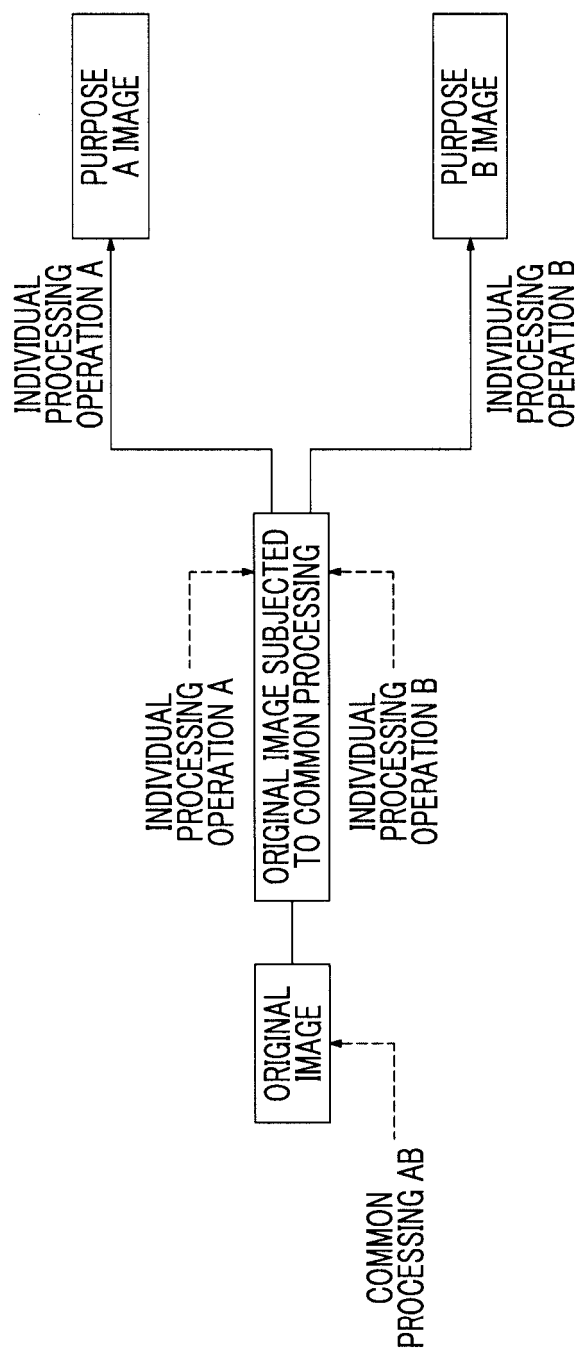 COMMON
PROCESSING AB
ORIGINAL
IMAGE
INDIVIDUAL
PROCESSING
OPERATION A
ORIGINAL IMAGE SUBJECTED
TO COMMON PROCESSING
INDIVIDUAL
PROCESSING
OPERATION B
INDIVIDUAL
PROCESSING
OPERATION A
PURPOSE
A IMAGE
INDIVIDUAL
PROCESSING
OPERATION B
PURPOSE
B IMAGE